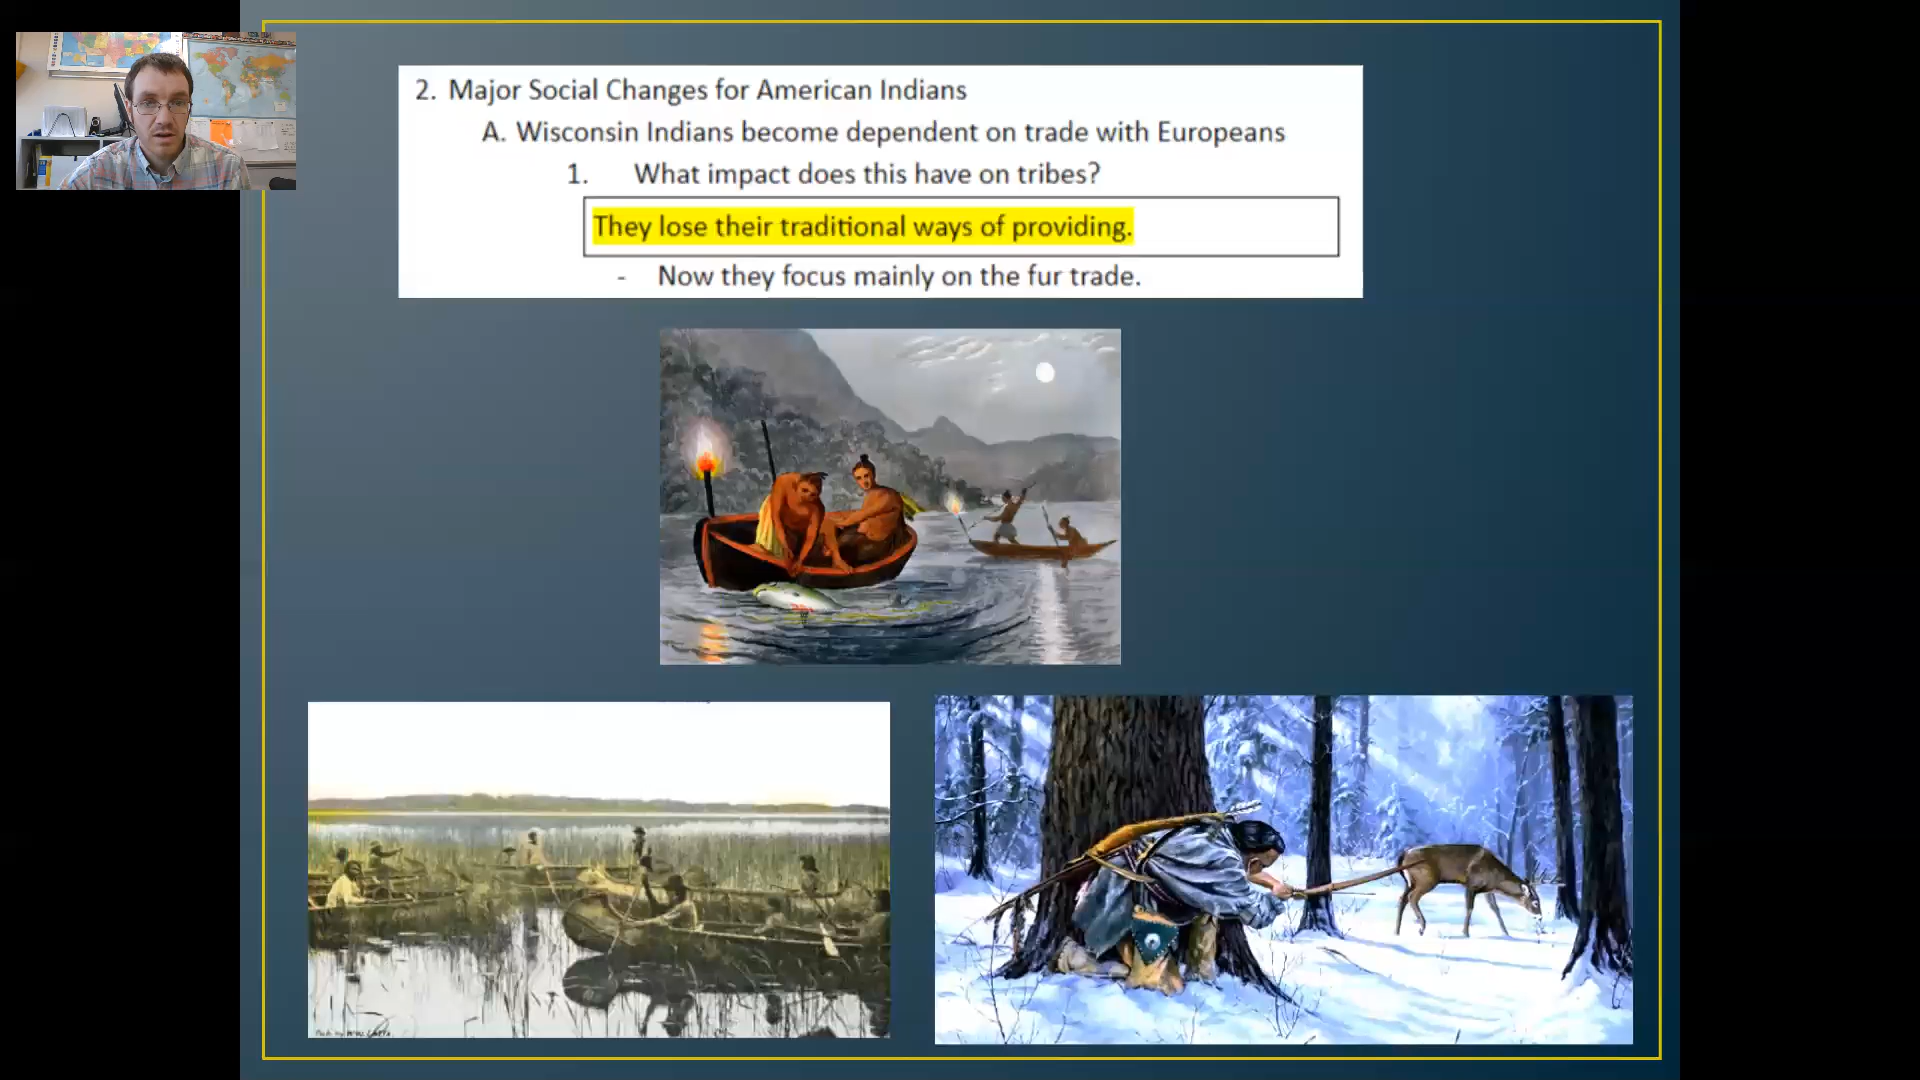 2. Major Social Changes for American Indians
A. Wisconsin Indians become dependent on trade with Europeans
1. What impact does this have on tribes?
They lose their traditional ways of providing.
- Now they focus mainly on the fur trade.